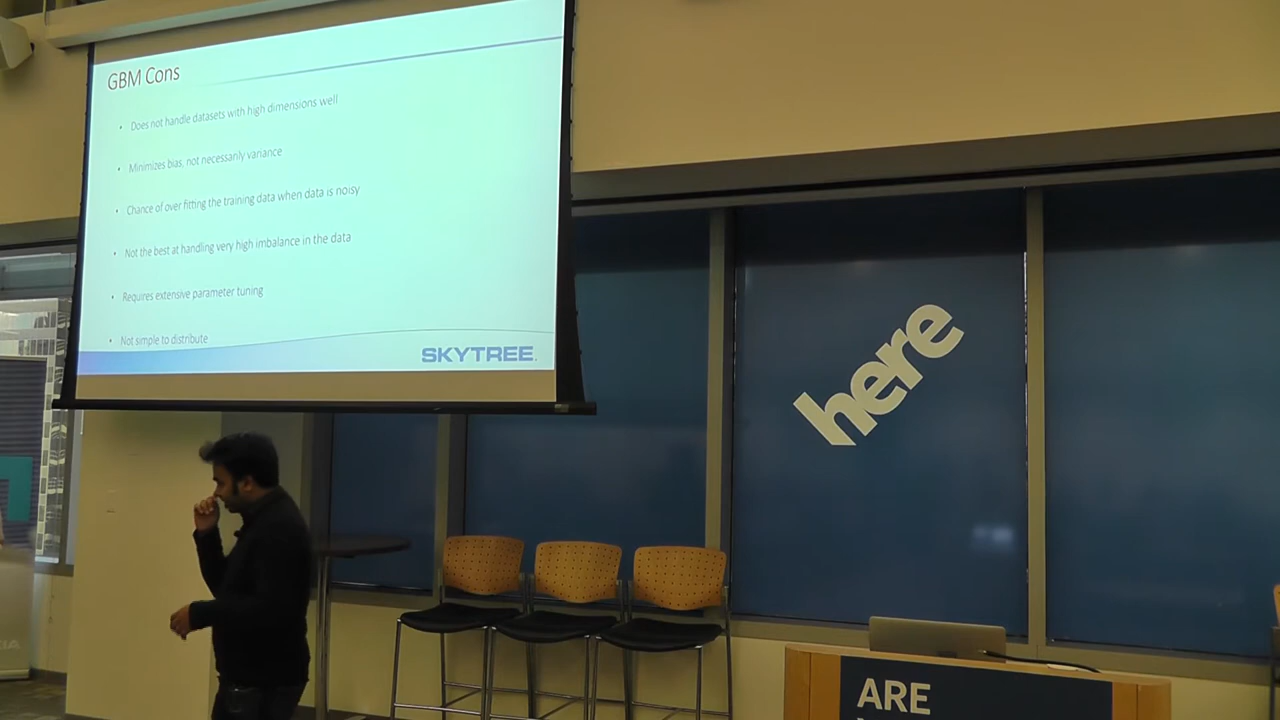 GBM Cons
• Does not handle datasets with high dimensions well
• Minimizes bias, not necessarily variance
• Chance of over fitting the training data when data is noisy
• Not the best at handling very high imbalance in the data
• Requires extensive parameter tuning
• Not simple to distribute
SKYTREE.
here
ARE